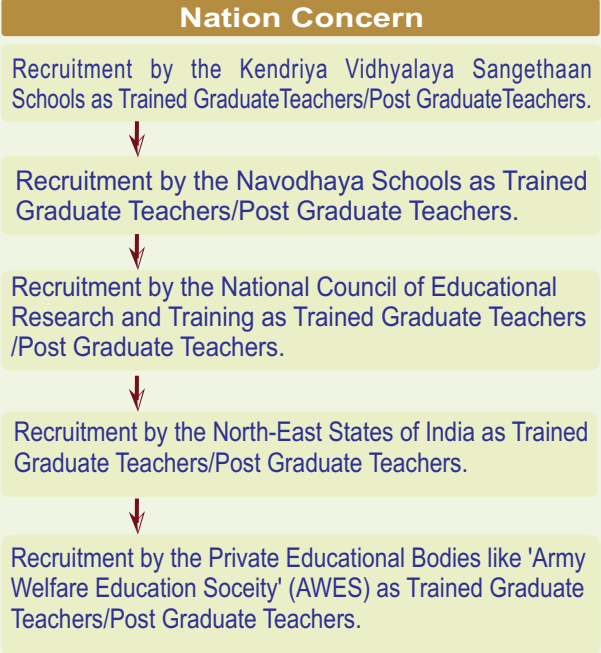 Nation Concern
Recruitment by the Kendriya Vidhyalaya Sangethaan
Schools as Trained GraduateTeachers/Post GraduateTeachers.
Recruitment by the Navodhaya Schools as Trained
Graduate Teachers/Post Graduate Teachers.
Recruitment by the National Council of Educational
Research and Training as Trained Graduate Teachers
/Post Graduate Teachers.
Recruitment by the North-East States of India as Trained
Graduate Teachers/Post Graduate Teachers.
Recruitment by the Private Educational Bodies like 'Army
Welfare Education Soceity' (AWES) as Trained Graduate
Teachers/Post Graduate Teachers.